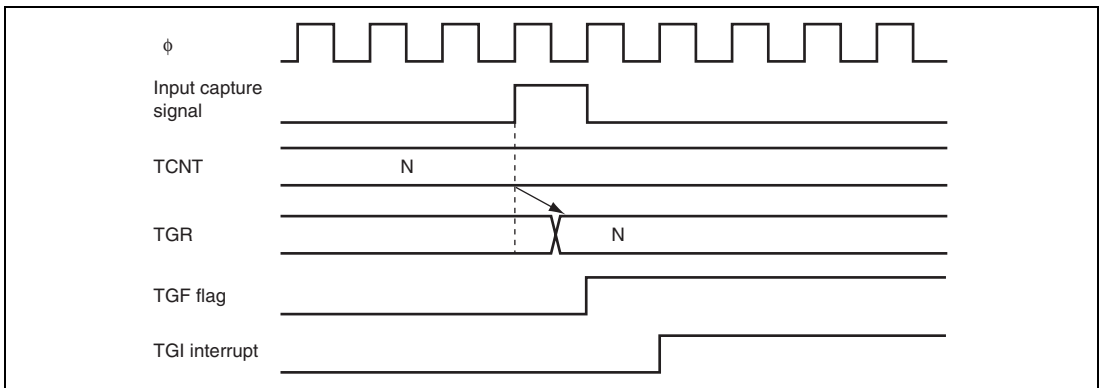 ϕ
Input capture
signal
TCNT
N
TGR
N
TGF flag
TGI interrupt